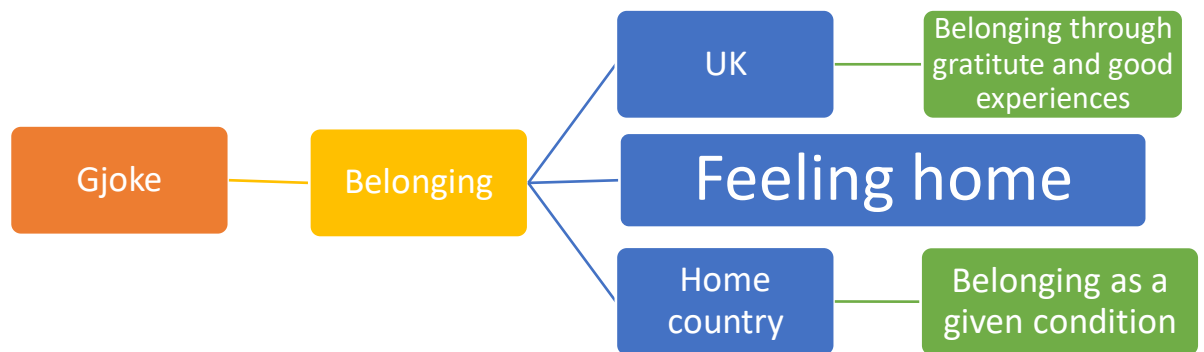 Gjoke
Belonging
UK
Belonging through
gratitute and good
experiences
Feeling home
Home
country
Belonging as a
given condition